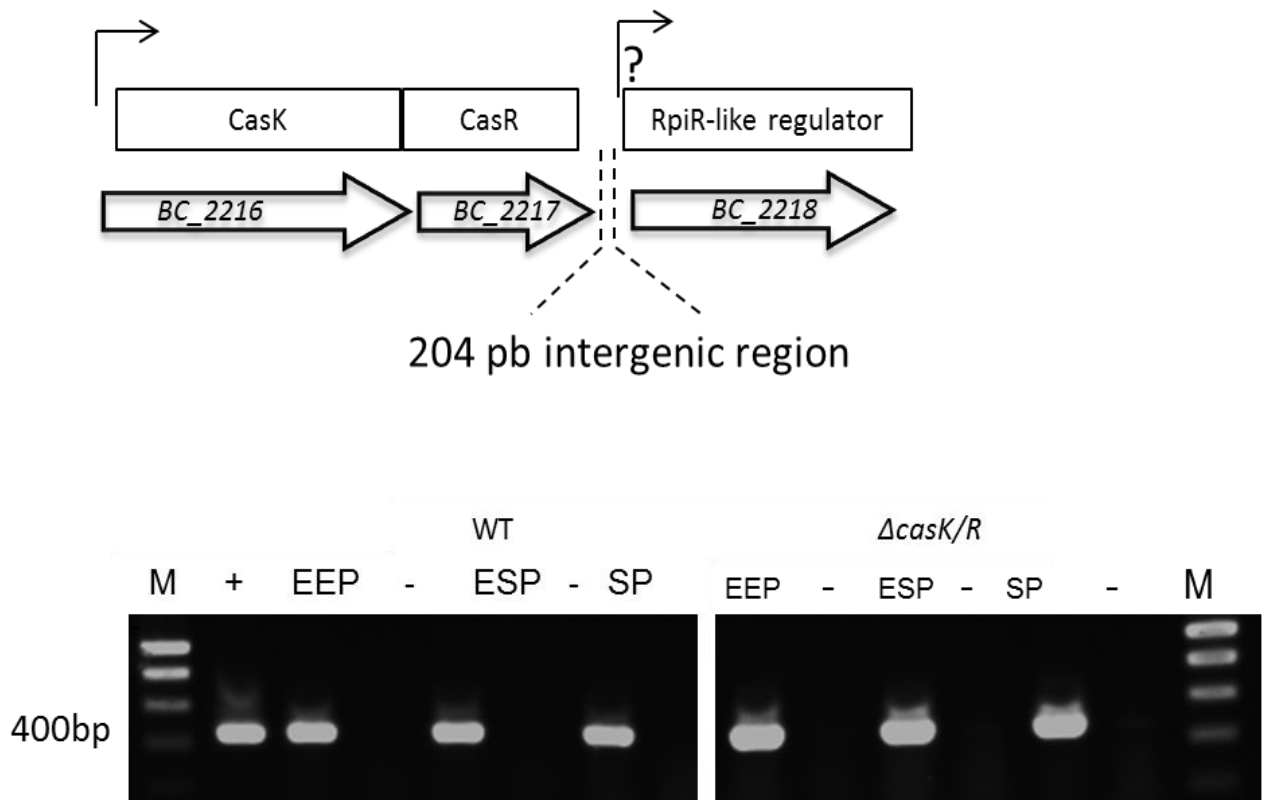 ?
CasK CasR RpiR-like regulator
BC_2216 BC_2217 BC_2218
204 pb intergenic region
WT ΔcasK/R
M + EEP - ESP - SP EEP - ESP - SP - M
400bp